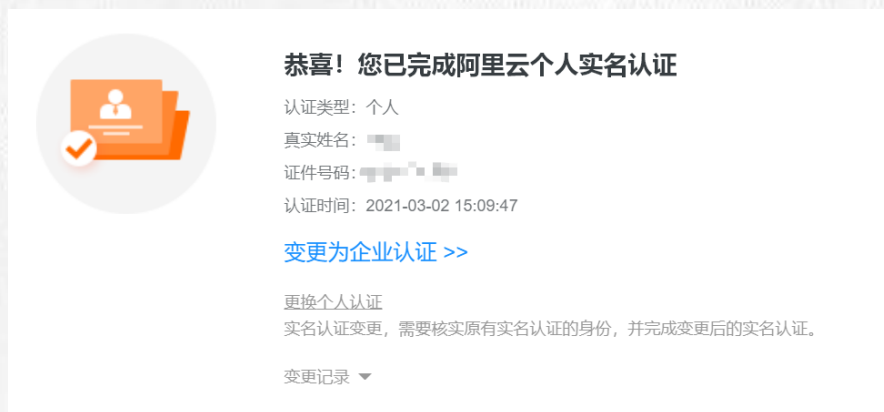 恭喜！您已完成阿里云个人实名认证
认证类型：个人
真实姓名：
证件号码：
认证时间：2021-03-02 15:09:47
变更为企业认证 >>
更换个人认证
实名认证变更，需要核实原有实名认证的身份，并完成变更后的实名认证。
变更记录